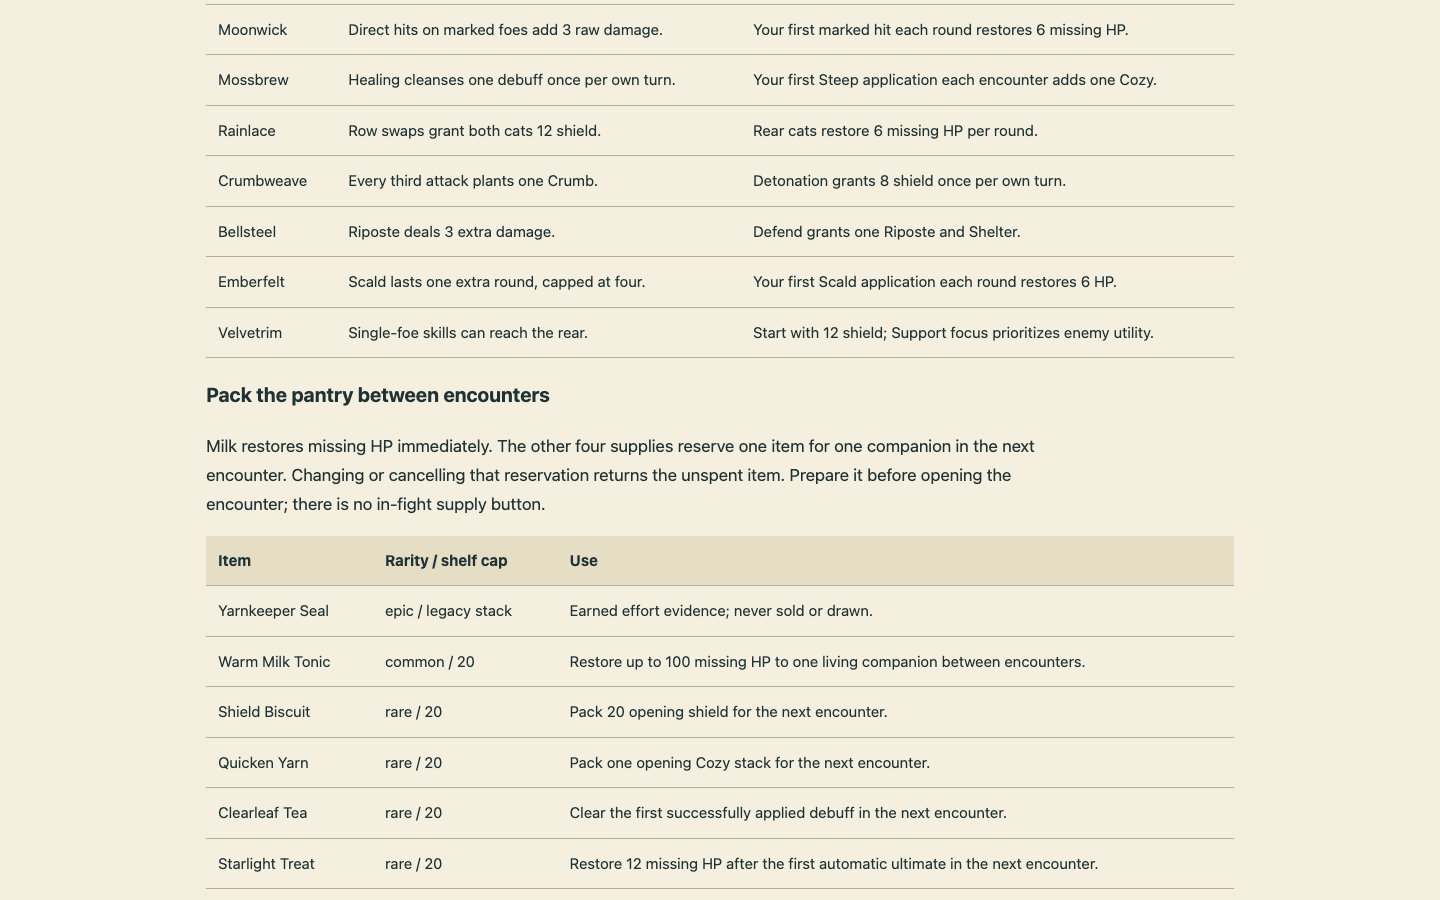 Moonwick Direct hits on marked foes add 3 raw damage. Your first marked hit each round restores 6 missing HP.
Mossbrew Healing cleanses one debuff once per own turn. Your first Steep application each encounter adds one Cozy.
Rainlace Row swaps grant both cats 12 shield. Rear cats restore 6 missing HP per round.
Crumbweave Every third attack plants one Crumb. Detonation grants 8 shield once per own turn.
Bellsteel Riposte deals 3 extra damage. Defend grants one Riposte and Shelter.
Emberfelt Scald lasts one extra round, capped at four. Your first Scald application each round restores 6 HP.
Velvetrim Single-foe skills can reach the rear. Start with 12 shield; Support focus prioritizes enemy utility.
Pack the pantry between encounters
Milk restores missing HP immediately. The other four supplies reserve one item for one companion in the next
encounter. Changing or cancelling that reservation returns the unspent item. Prepare it before opening the
encounter; there is no in-fight supply button.
Item Rarity / shelf cap Use
Yarnkeeper Seal epic / legacy stack Earned effort evidence; never sold or drawn.
Warm Milk Tonic common / 20 Restore up to 100 missing HP to one living companion between encounters.
Shield Biscuit rare / 20 Pack 20 opening shield for the next encounter.
Quicken Yarn rare / 20 Pack one opening Cozy stack for the next encounter.
Clearleaf Tea rare / 20 Clear the first successfully applied debuff in the next encounter.
Starlight Treat rare / 20 Restore 12 missing HP after the first automatic ultimate in the next encounter.